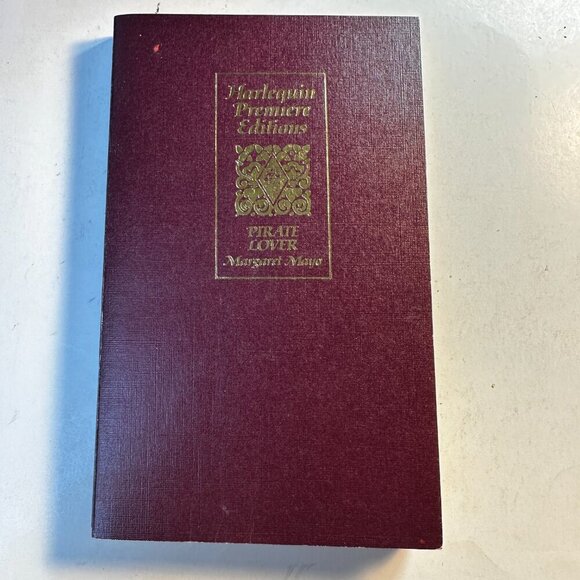 Harlequin
Premiere
Editions
PIRATE
LOVER
Margaret Mayo